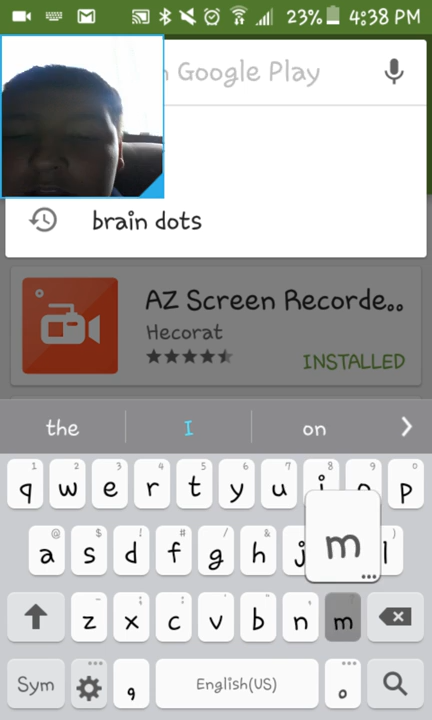 23% 4:38 PM
n Google Play
brain dots
AZ Screen Recorde..
Hecorat
INSTALLED
the I on
1 2 3 4 5 6 7 8 9 0
q w e r t y u i o p
@ $ ! # / & )
a s d f g h j l
m
z x c v b n m
Sym , English(US) .